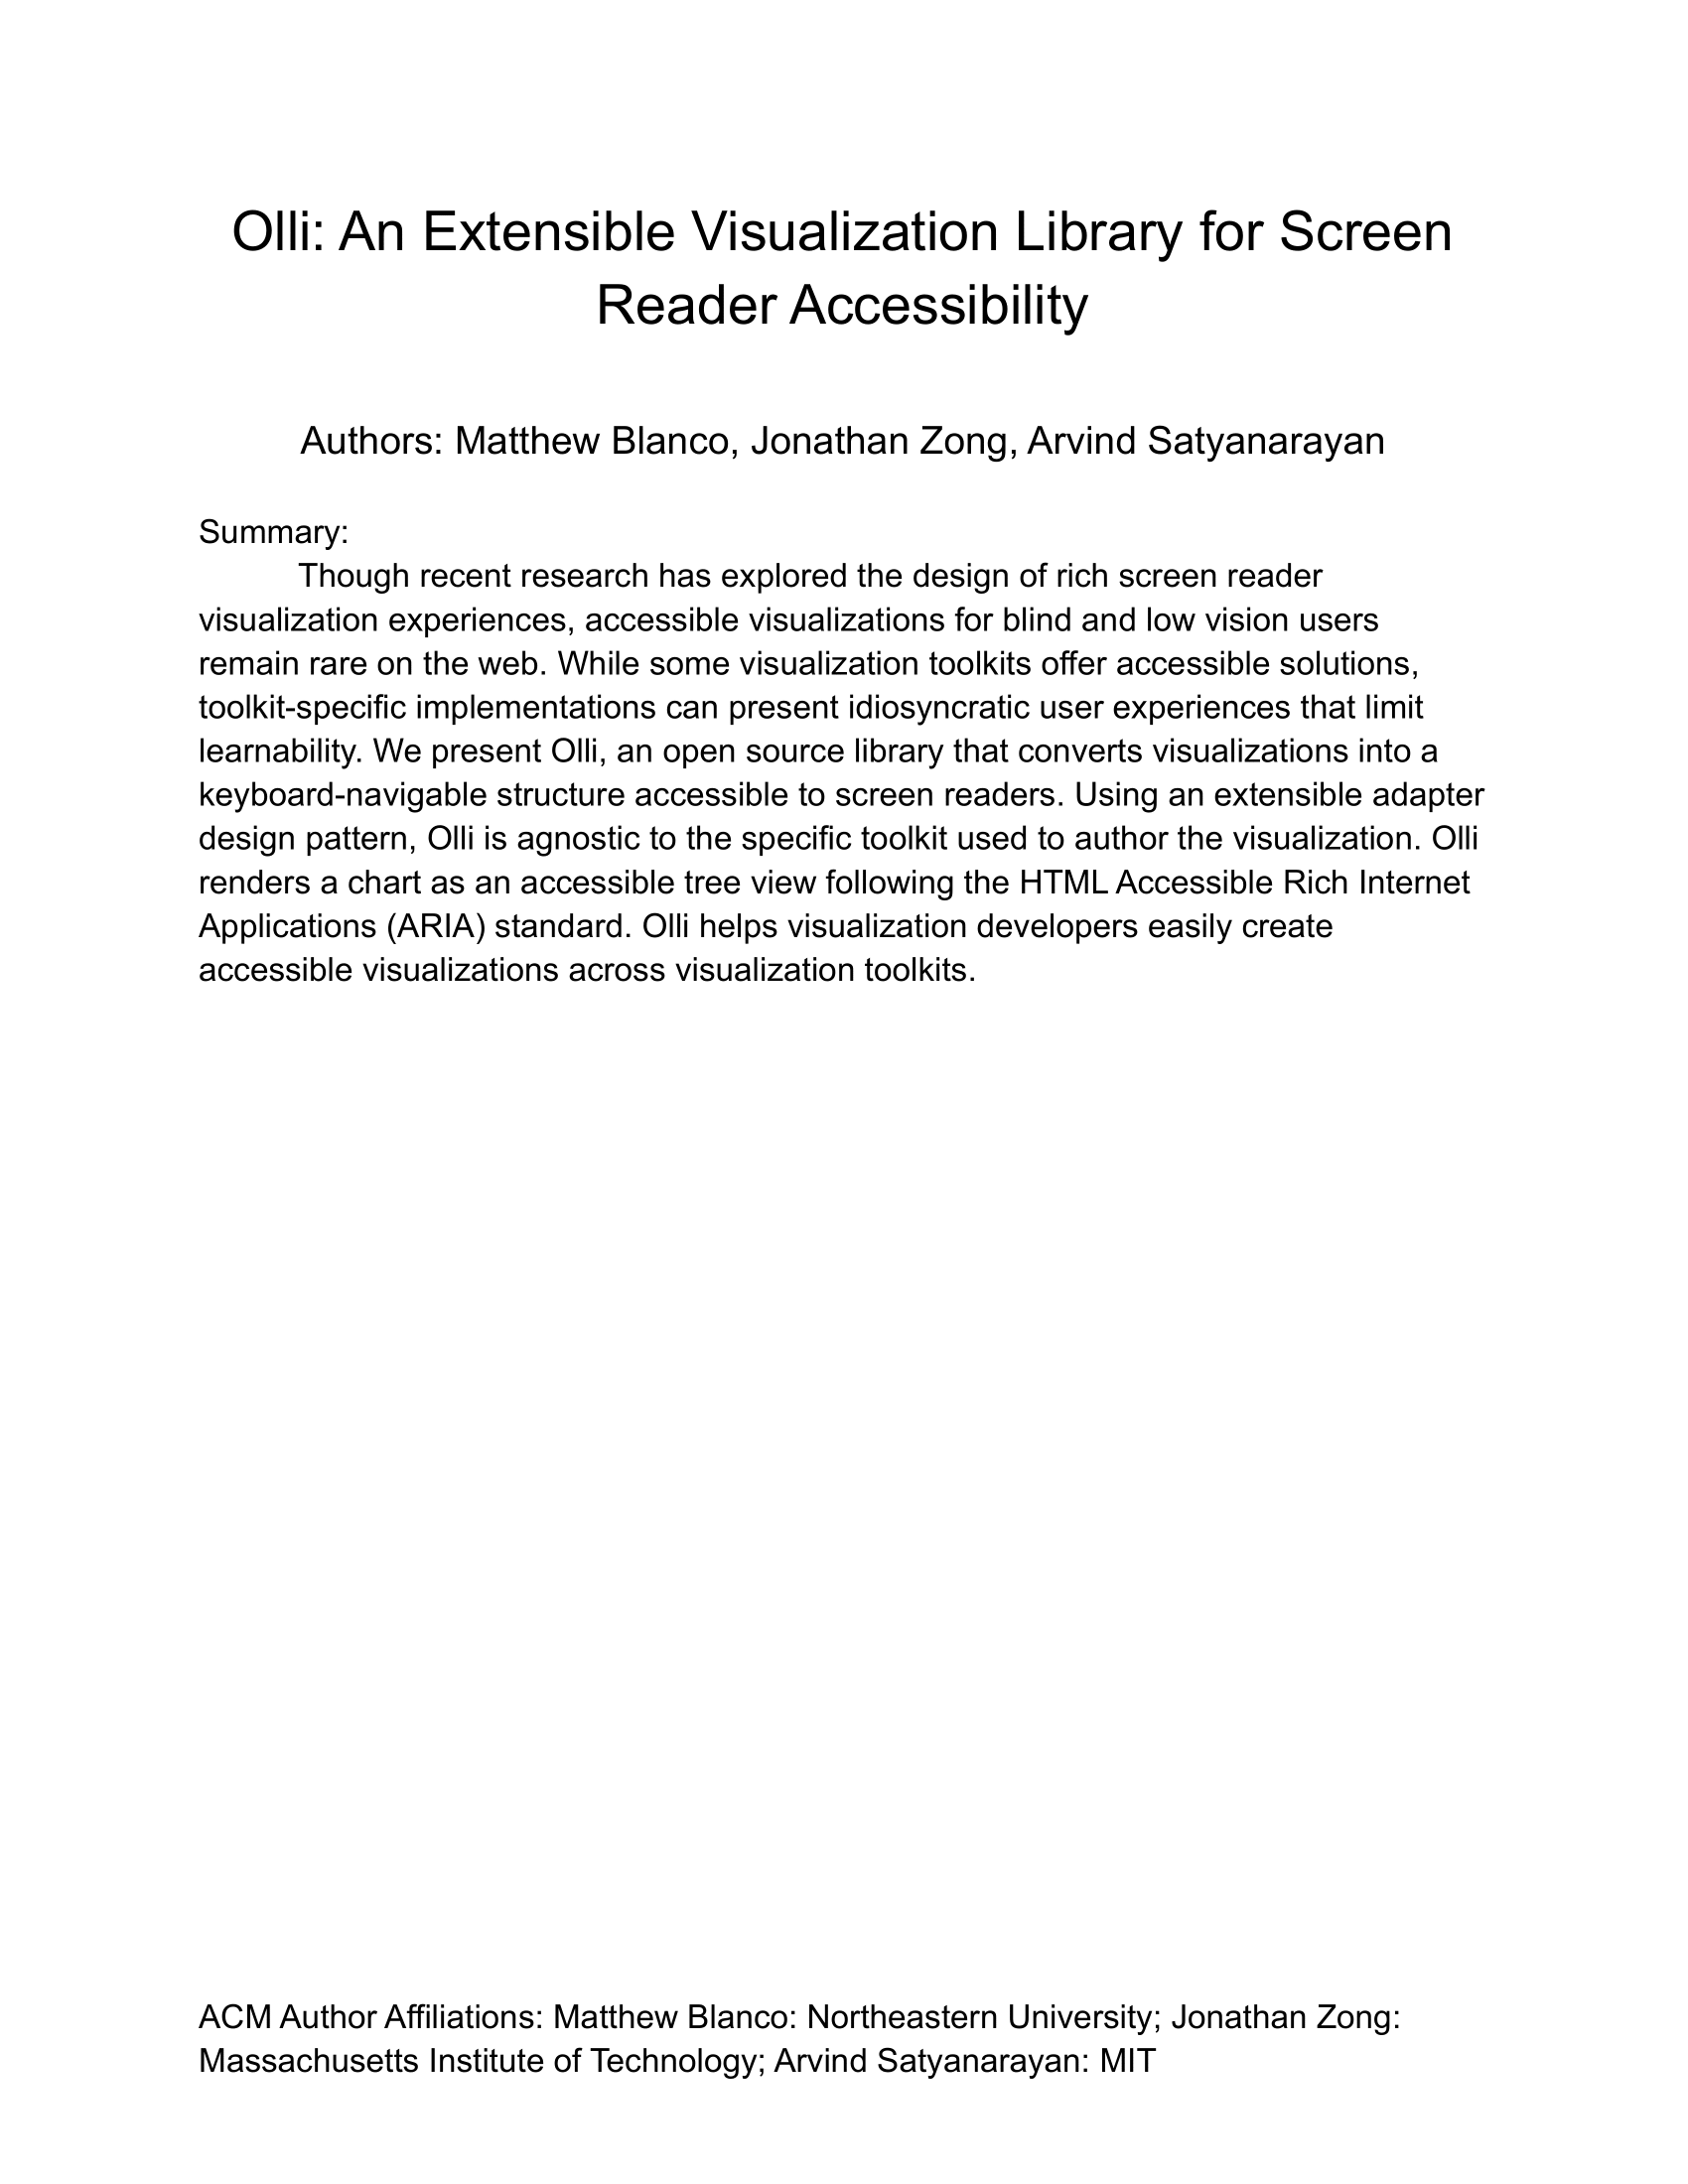 Olli: An Extensible Visualization Library for Screen
Reader Accessibility
Authors: Matthew Blanco, Jonathan Zong, Arvind Satyanarayan
Summary:
Though recent research has explored the design of rich screen reader
visualization experiences, accessible visualizations for blind and low vision users
remain rare on the web. While some visualization toolkits offer accessible solutions,
toolkit-specific implementations can present idiosyncratic user experiences that limit
learnability. We present Olli, an open source library that converts visualizations into a
keyboard-navigable structure accessible to screen readers. Using an extensible adapter
design pattern, Olli is agnostic to the specific toolkit used to author the visualization. Olli
renders a chart as an accessible tree view following the HTML Accessible Rich Internet
Applications (ARIA) standard. Olli helps visualization developers easily create
accessible visualizations across visualization toolkits.
ACM Author Affiliations: Matthew Blanco: Northeastern University; Jonathan Zong:
Massachusetts Institute of Technology; Arvind Satyanarayan: MIT